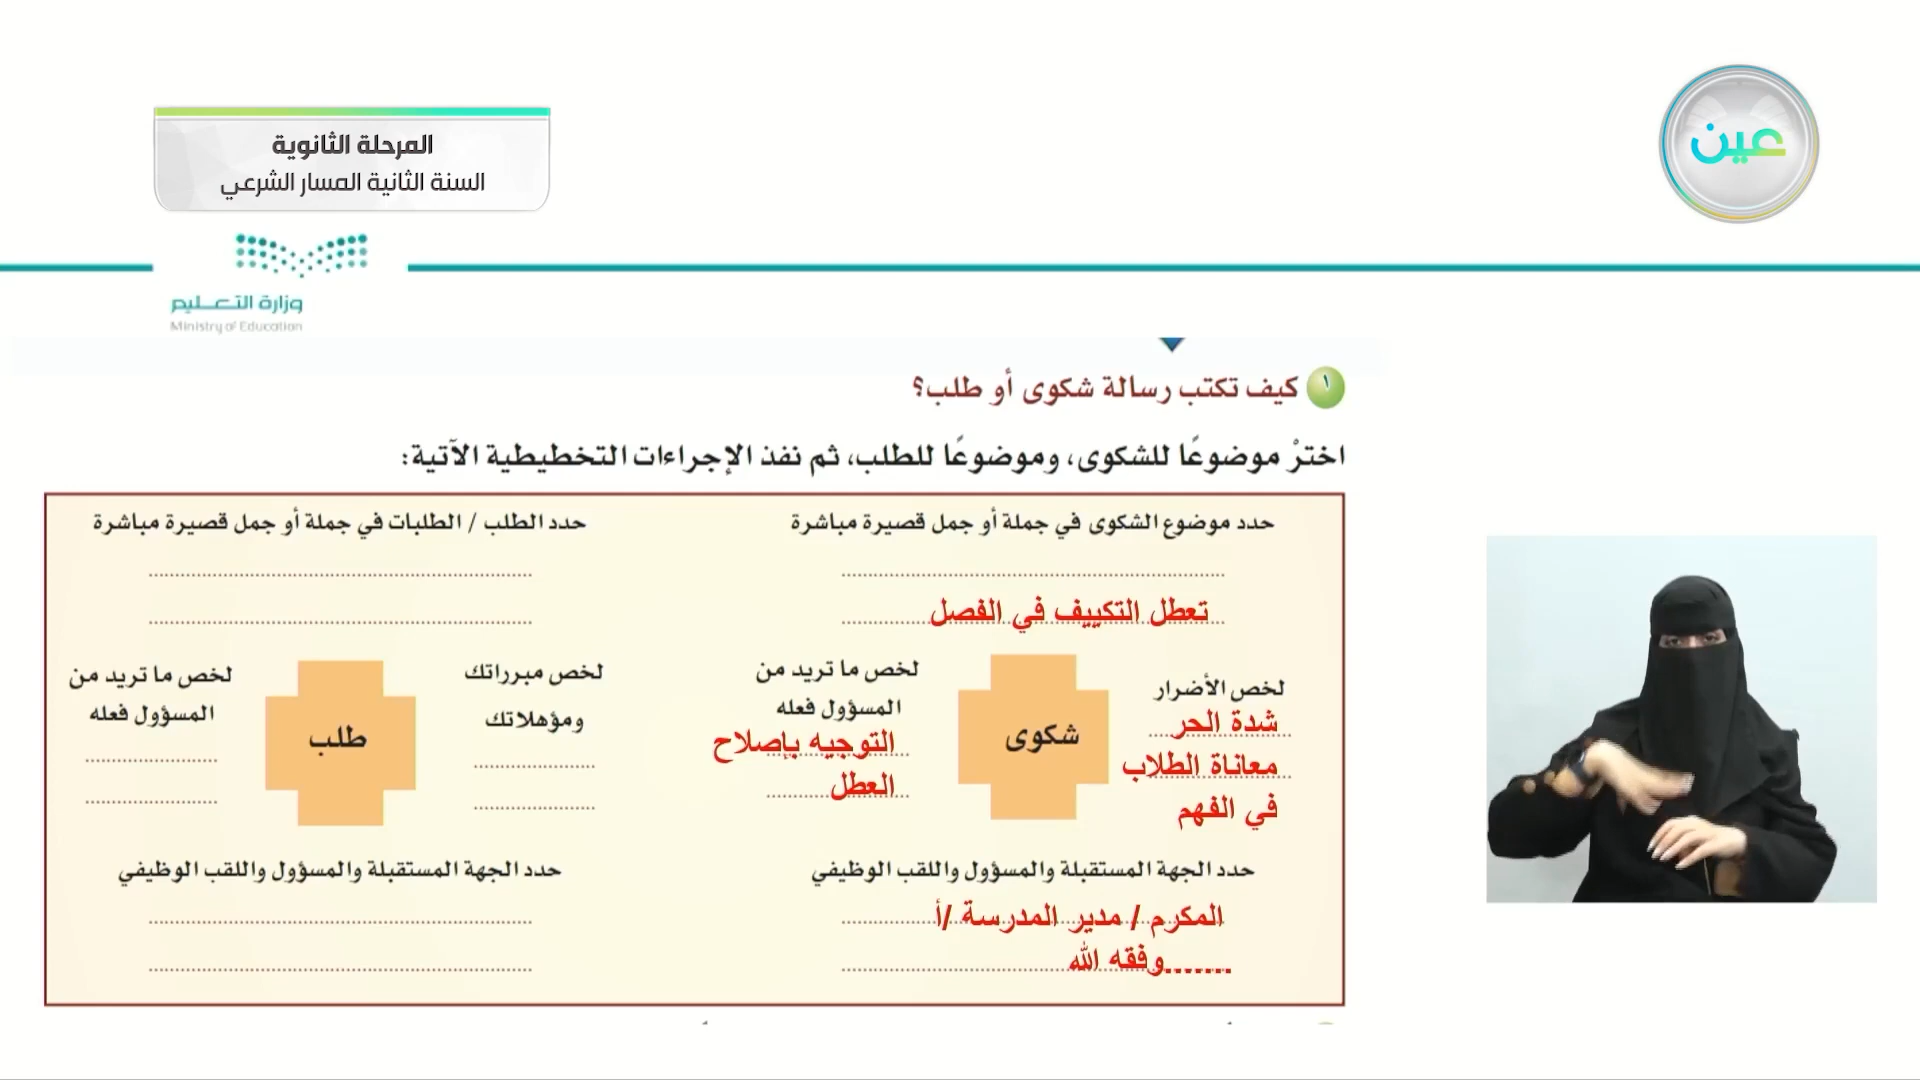 المرحلة الثانوية
السنة الثانية المسار الشرعي
عين
وزارة التعليم
Ministry of Education
١ كيف تكتب رسالة شكوى أو طلب؟
اخترْ موضوعًا للشكوى، وموضوعًا للطلب، ثم نفذ الإجراءات التخطيطية الآتية:
حدد موضوع الشكوى في جملة أو جمل قصيرة مباشرة
تعطل التكييف في الفصل
لخص الأضرار
شدة الحر
معاناة الطلاب
في الفهم
شكوى
لخص ما تريد من
المسؤول فعله
التوجيه بإصلاح
العطل
حدد الجهة المستقبلة والمسؤول واللقب الوظيفي
المكرم / مدير المدرسة /أ
.......وفقه الله
حدد الطلب / الطلبات في جملة أو جمل قصيرة مباشرة
لخص مبرراتك
ومؤهلاتك
طلب
لخص ما تريد من
المسؤول فعله
حدد الجهة المستقبلة والمسؤول واللقب الوظيفي